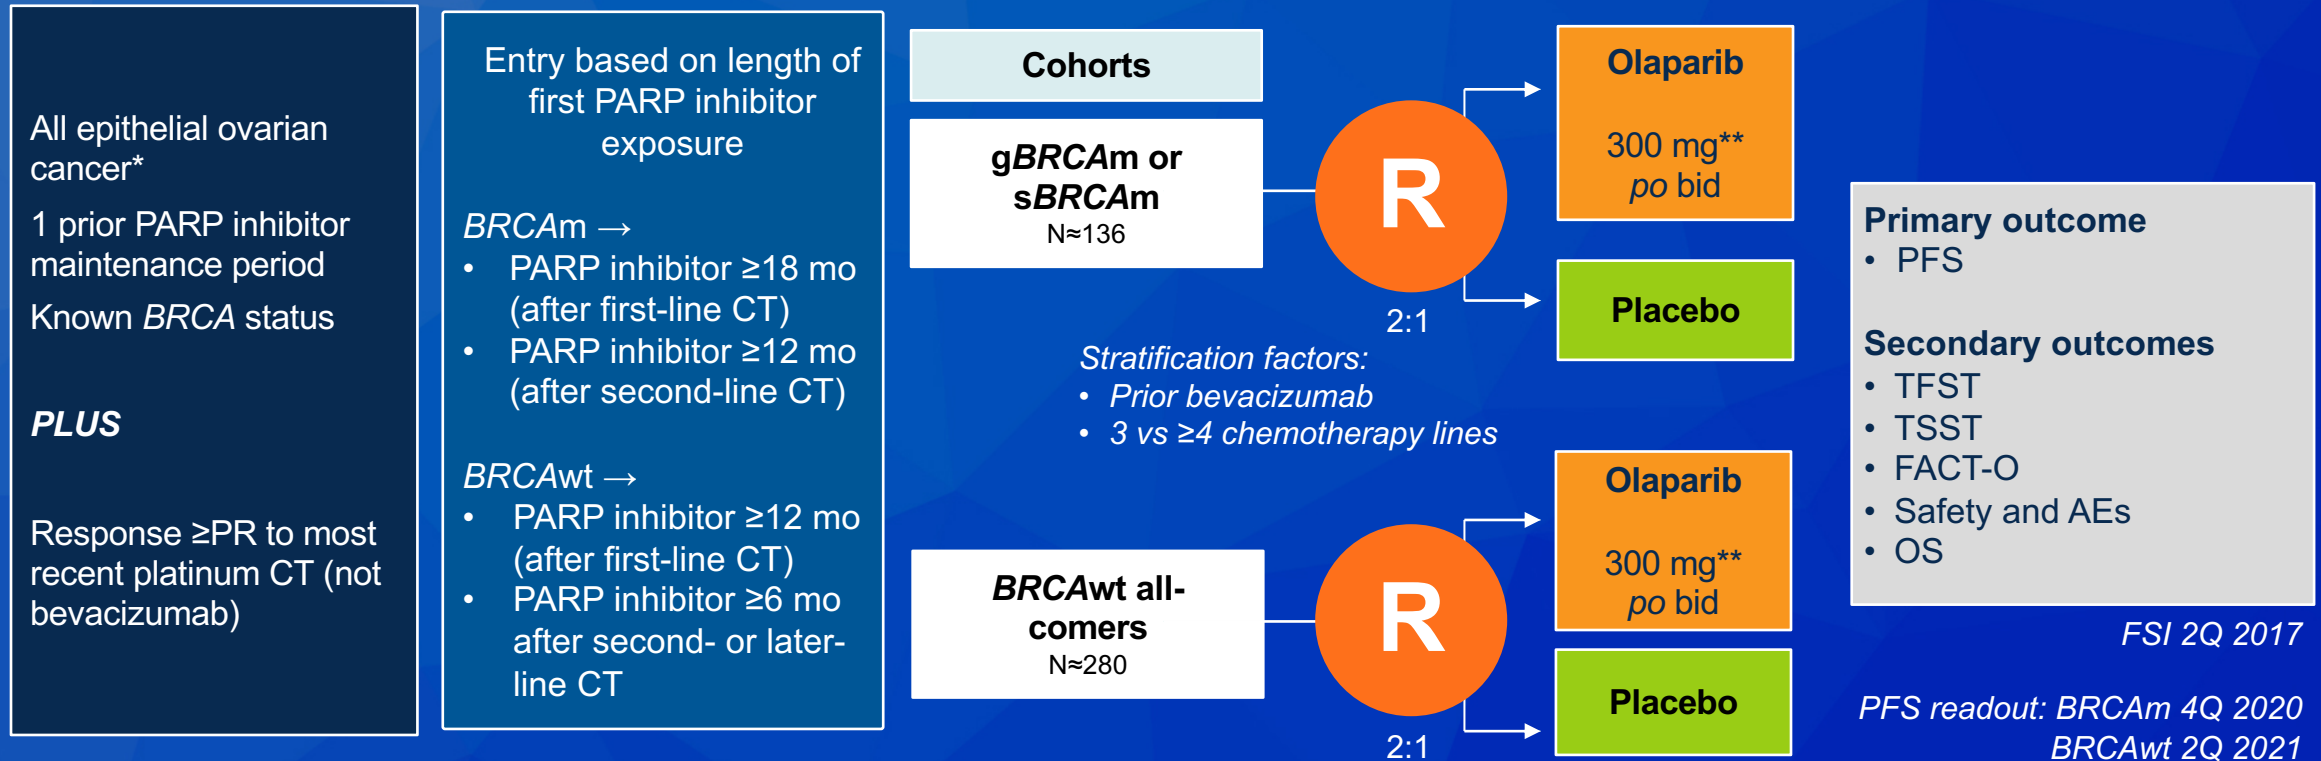 All epithelial ovarian
cancer*
1 prior PARP inhibitor
maintenance period
Known BRCA status
PLUS
Response ≥PR to most
recent platinum CT (not
bevacizumab)
Entry based on length of
first PARP inhibitor
exposure
BRCAm →
• PARP inhibitor ≥18 mo
(after first-line CT)
• PARP inhibitor ≥12 mo
(after second-line CT)
BRCAwt →
• PARP inhibitor ≥12 mo
(after first-line CT)
• PARP inhibitor ≥6 mo
after second- or later-
line CT
Cohorts
gBRCAm or
sBRCAm
N≈136
R
2:1
Olaparib
300 mg**
po bid
Placebo
Stratification factors:
• Prior bevacizumab
• 3 vs ≥4 chemotherapy lines
BRCAwt all-
comers
N≈280
R
2:1
Olaparib
300 mg**
po bid
Placebo
Primary outcome
• PFS
Secondary outcomes
• TFST
• TSST
• FACT-O
• Safety and AEs
• OS
FSI 2Q 2017
PFS readout: BRCAm 4Q 2020
BRCAwt 2Q 2021